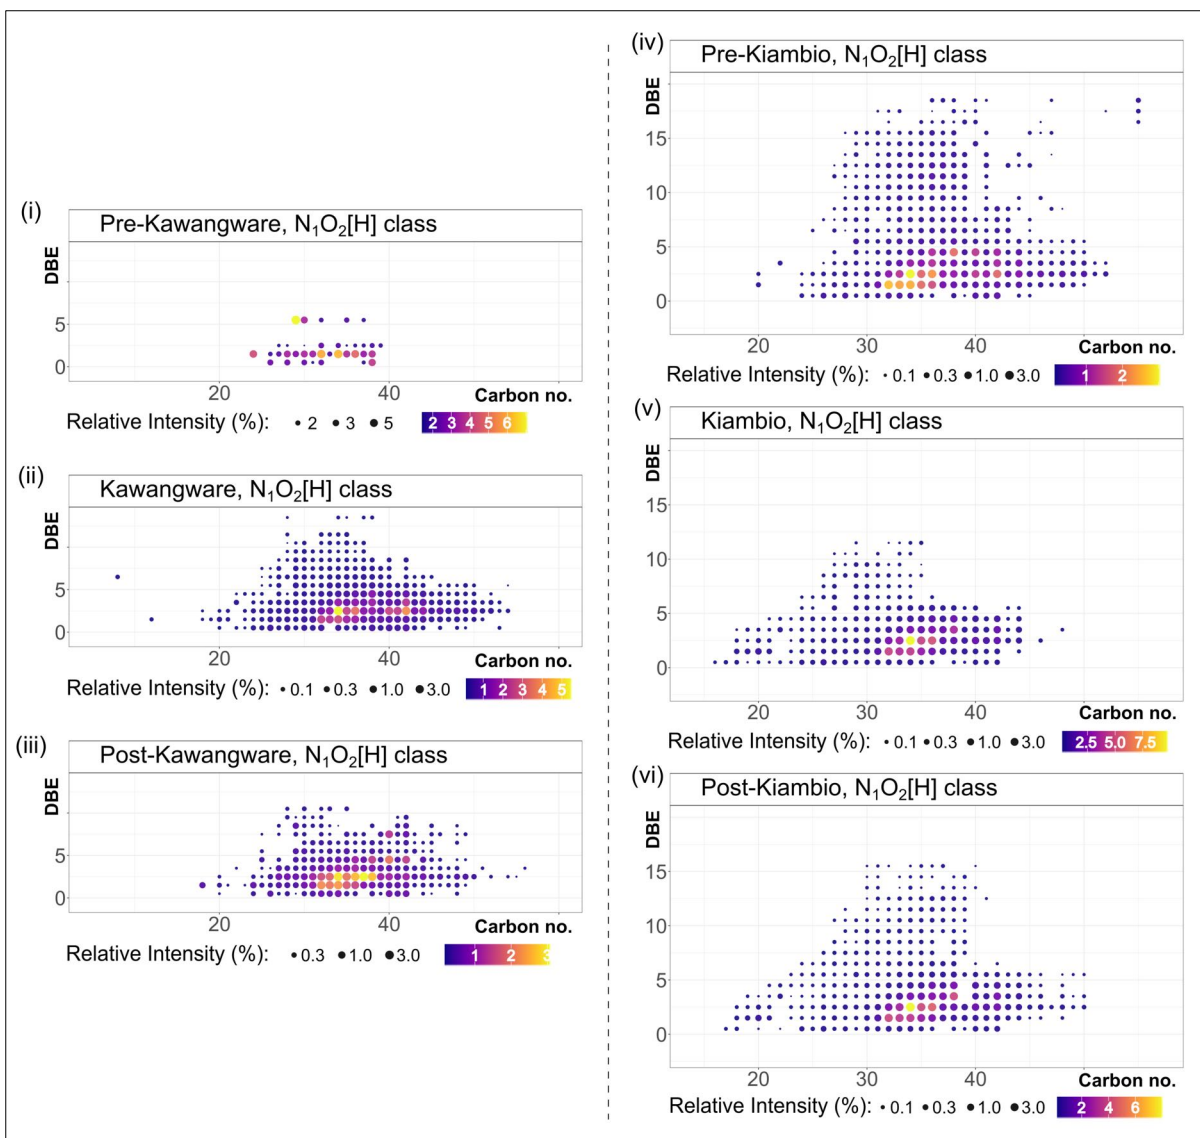 (i)
Pre-Kawangware, N₁O₂[H] class
DBE
5
0
20 40
Carbon no.
Relative Intensity (%): 2 3 5 2 3 4 5 6
(ii)
Kawangware, N₁O₂[H] class
DBE
5
0
20 40
Carbon no.
Relative Intensity (%): 0.1 0.3 1.0 3.0 1 2 3 4 5
(iii)
Post-Kawangware, N₁O₂[H] class
DBE
5
0
20 40
Carbon no.
Relative Intensity (%): 0.3 1.0 3.0 1 2 3
(iv)
Pre-Kiambio, N₁O₂[H] class
DBE
15
10
5
0
20 30 40
Carbon no.
Relative Intensity (%): 0.1 0.3 1.0 3.0 1 2
(v)
Kiambio, N₁O₂[H] class
DBE
15
10
5
0
20 30 40
Carbon no.
Relative Intensity (%): 0.1 0.3 1.0 3.0 2.5 5.0 7.5
(vi)
Post-Kiambio, N₁O₂[H] class
DBE
15
10
5
0
20 30 40
Carbon no.
Relative Intensity (%): 0.1 0.3 1.0 3.0 2 4 6